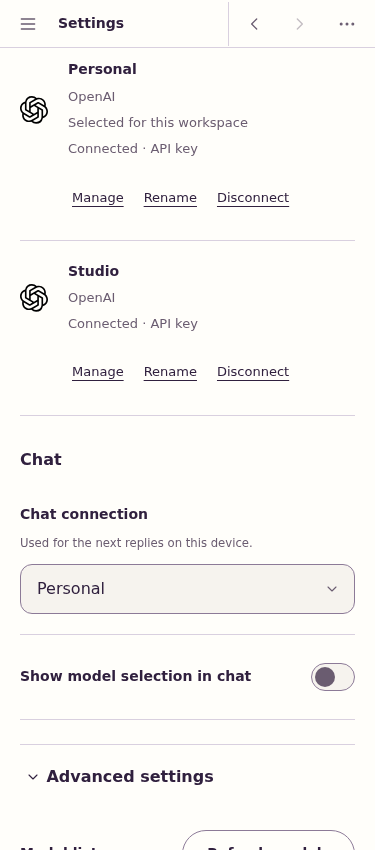 Settings
Personal
OpenAI
Selected for this workspace
Connected · API key
Manage Rename Disconnect
Studio
OpenAI
Connected · API key
Manage Rename Disconnect
Chat
Chat connection
Used for the next replies on this device.
Personal
Show model selection in chat
Advanced settings